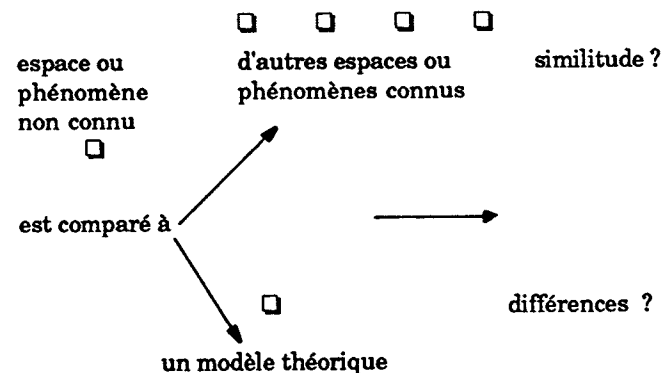 espace ou
phénomène
non connu
d'autres espaces ou
phénomènes connus
similitude ?
est comparé à
différences ?
un modèle théorique